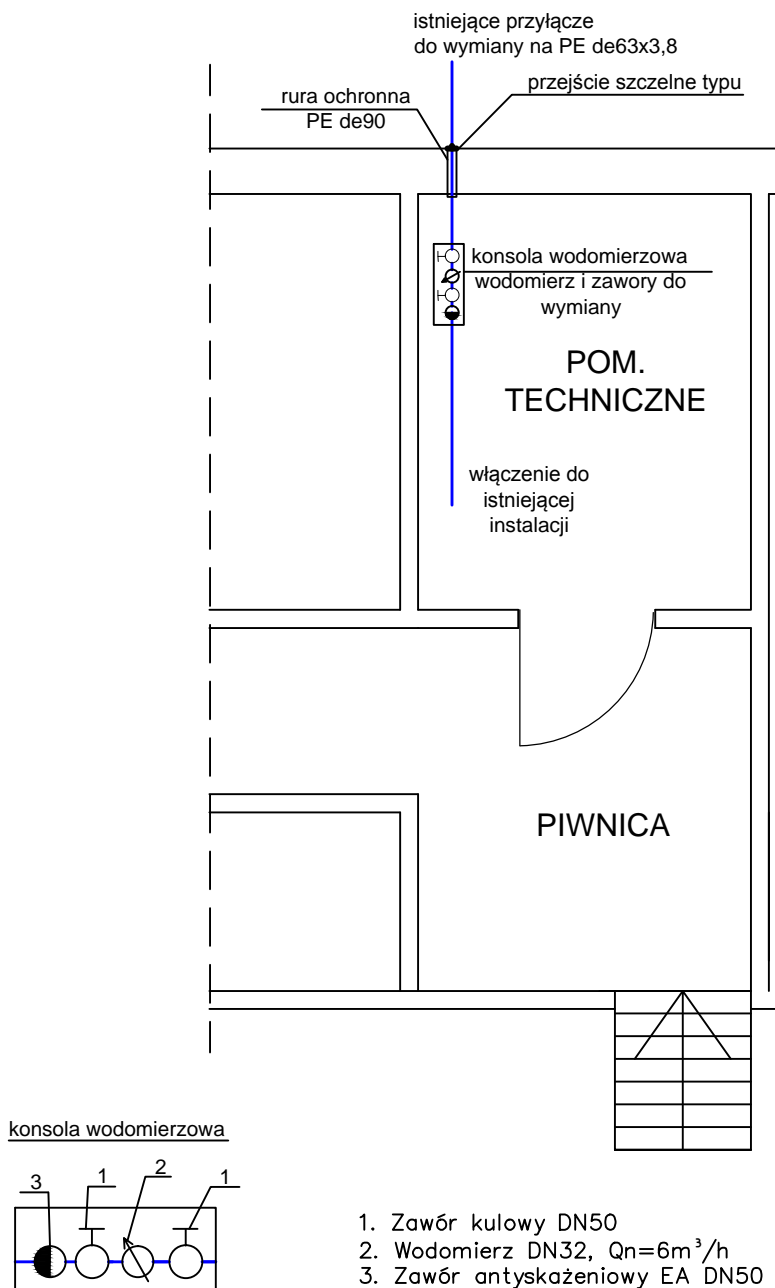 istniejące przyłącze
do wymiany na PE de63x3,8
rura ochronna
PE de90
przejście szczelne typu
konsola wodomierzowa
wodomierz i zawory do
wymiany
POM.
TECHNICZNE
włączenie do
istniejącej
instalacji
PIWNICA
konsola wodomierzowa
3
1
2
1
1. Zawór kulowy DN50
2. Wodomierz DN32, Qn=6m³/h
3. Zawór antyskażeniowy EA DN50